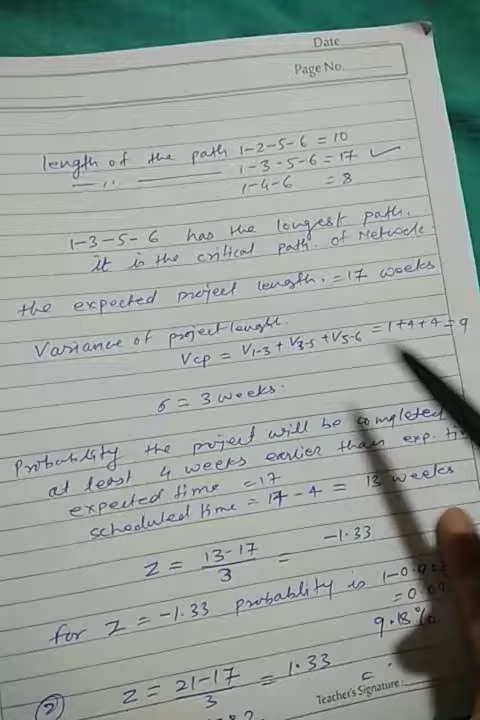 Date
Page No.
length of the path 1-2-5-6 = 10
— ,, — 1-3-5-6 = 17 ✓
1-4-6 = 8
1-3-5-6 has the longest path.
it is the critical path. of Network.
the expected project length. = 17 weeks
Variance of project lenght.
Vcp = V1-3 + V3-5 + V5-6 = 1+4+4 = 9
σ = 3 weeks.
Probability the project will be completed
at least 4 weeks earlier than exp.
expected time = 17
scheduled time = 17 - 4 = 13 weeks
Z = 13-17/3 = -1.33
for Z = -1.33 probablity is 1-0.9
= 0.09
9.18%
② Z = 21-17/3 = 1.33
Teacher's Signature: